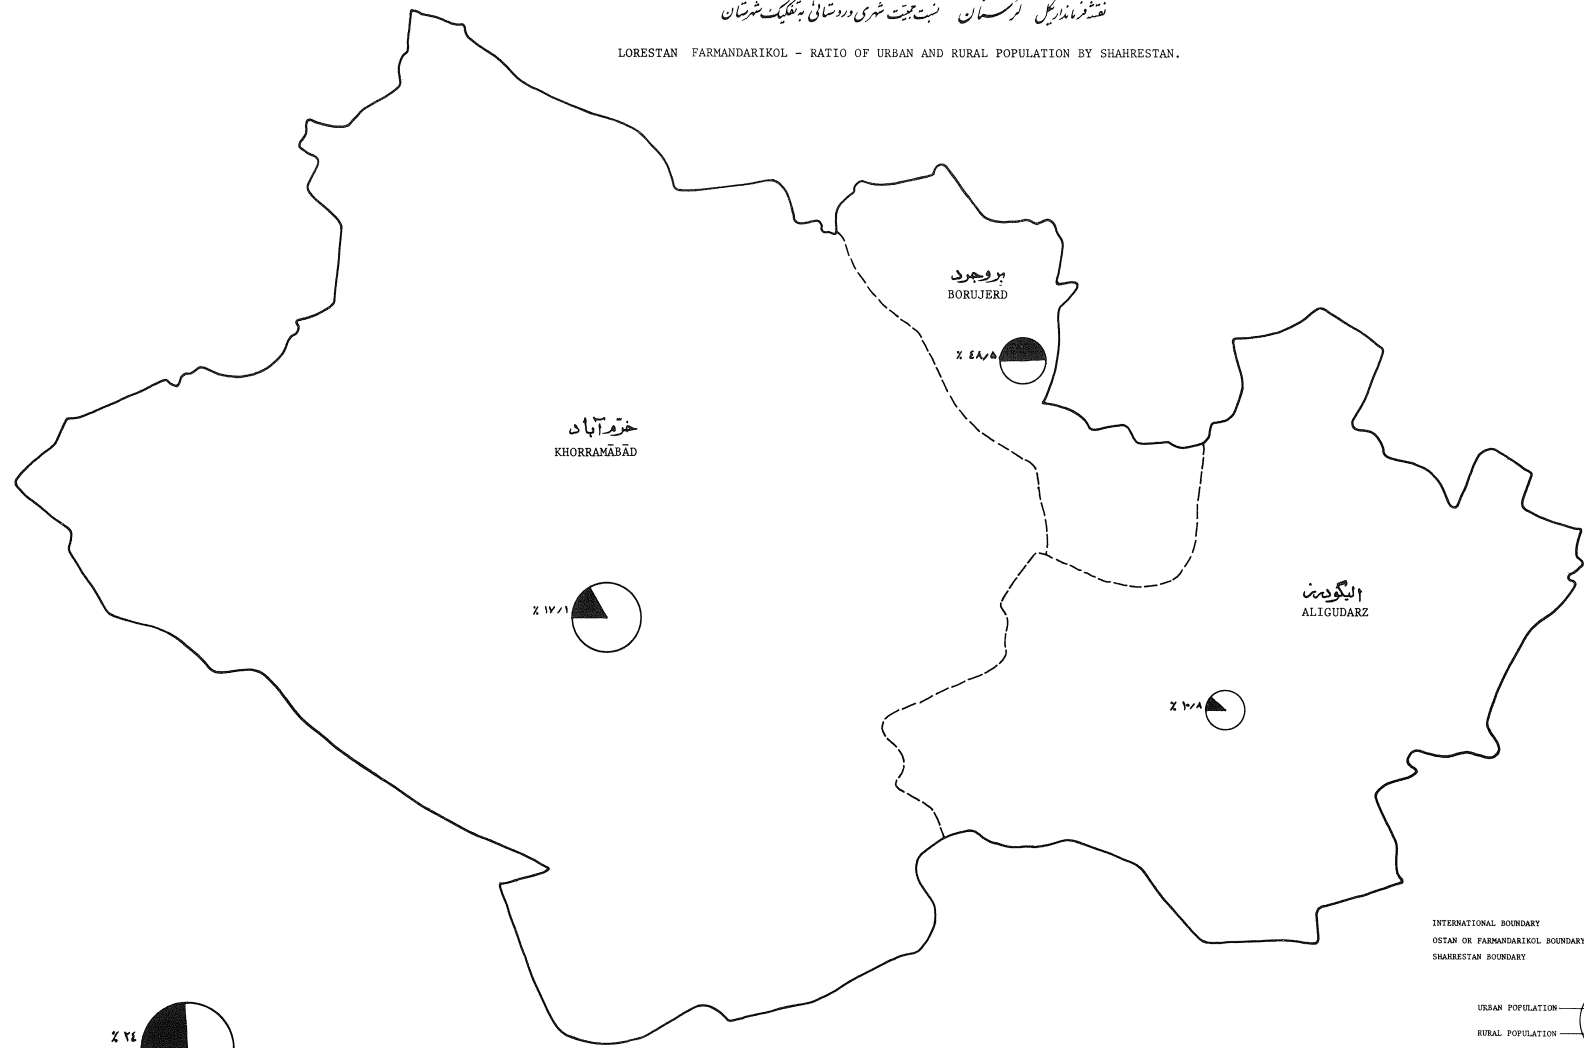 نقشه فرمانداریکل لرستان نسبت جمعیّت شهری و روستائی به تفکیک شهرستان
LORESTAN FARMANDARIKOL - RATIO OF URBAN AND RURAL POPULATION BY SHAHRESTAN.
بروجرد
BORUJERD
٪ ٤٨/٥
خرّم آباد
KHORRAMĀBĀD
٪ ١٧/١
الیگودرز
ALIGUDARZ
٪ ١٠/٨
INTERNATIONAL BOUNDARY
OSTAN OR FARMANDARIKOL BOUNDARY
SHAHRESTAN BOUNDARY
URBAN POPULATION
RURAL POPULATION
٪ ٢٤